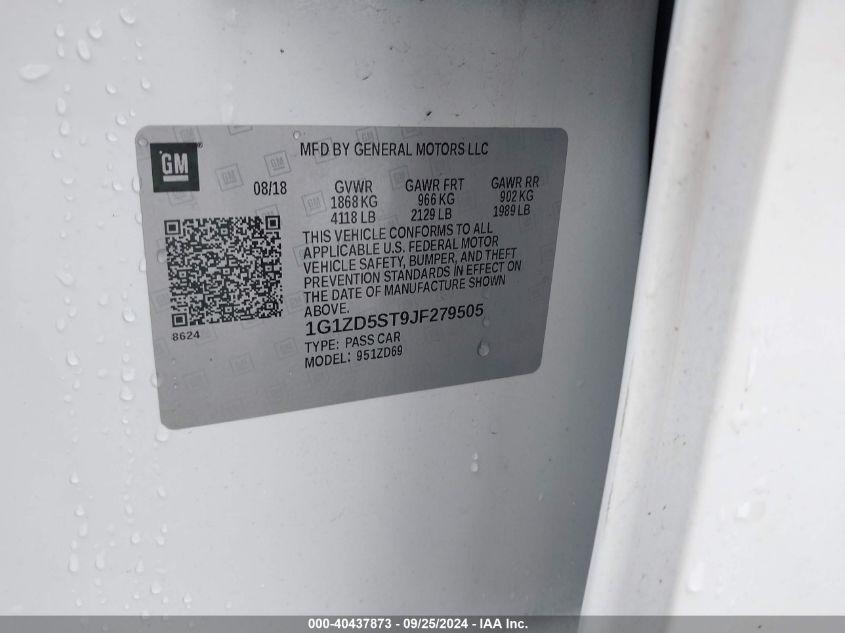 GM
MFD BY GENERAL MOTORS LLC
08/18 GVWR GAWR FRT GAWR RR
1868 KG 966 KG 902 KG
4118 LB 2129 LB 1989 LB
THIS VEHICLE CONFORMS TO ALL
APPLICABLE U.S. FEDERAL MOTOR
VEHICLE SAFETY, BUMPER, AND THEFT
PREVENTION STANDARDS IN EFFECT ON
THE DATE OF MANUFACTURE SHOWN
ABOVE.
1G1ZD5ST9JF279505
8624
TYPE: PASS CAR
MODEL: 951ZD69
000-40437873 - 09/25/2024 - IAA Inc.